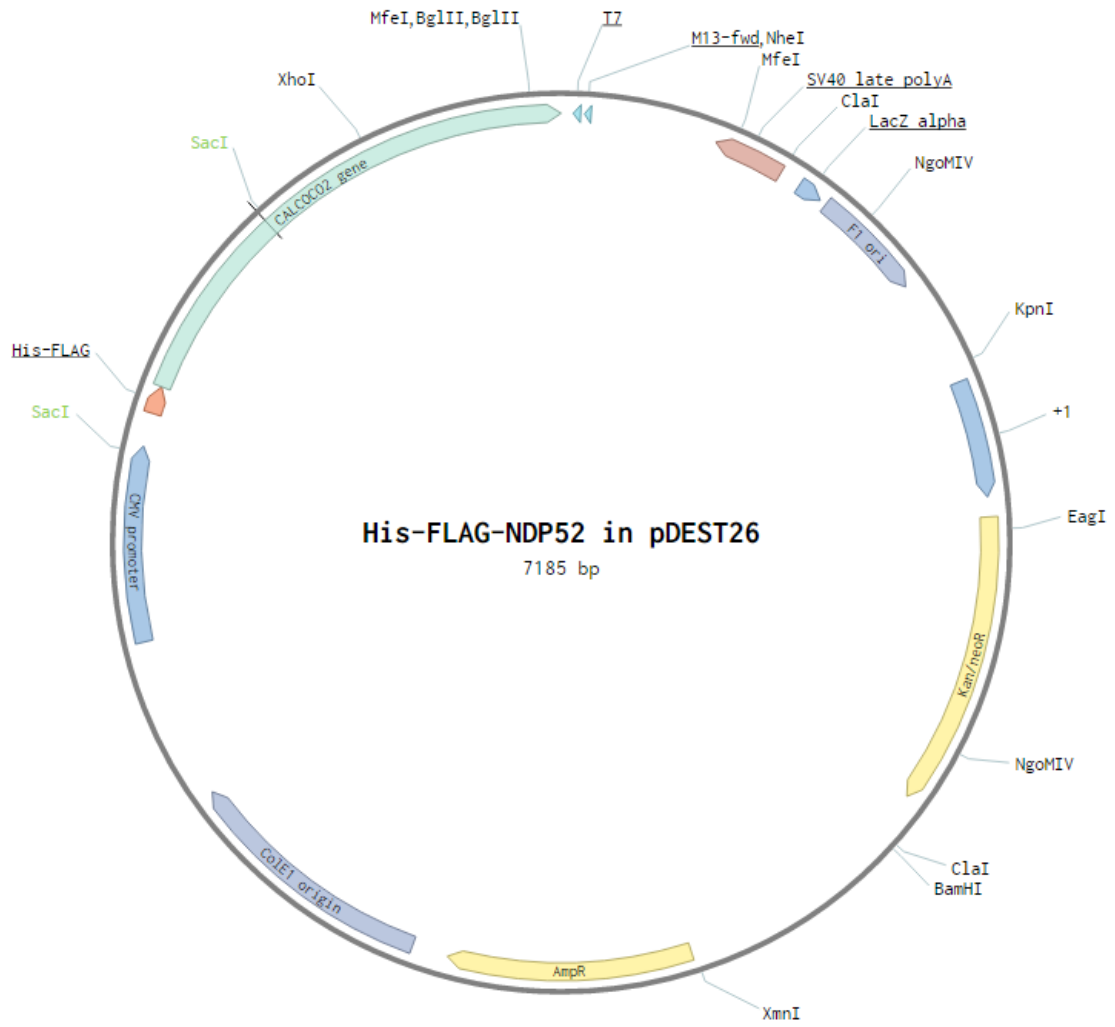 MfeI,BglII,BglII
T7
M13-fwd,NheI
MfeI
SV40 late polyA
ClaI
LacZ alpha
NgoMIV
XhoI
SacI
CALCOCO2 gene
F1 ori
KpnI
His-FLAG
SacI
+1
EagI
CMV promoter
His-FLAG-NDP52 in pDEST26
7185 bp
Kan/neoR
NgoMIV
ClaI
BamHI
ColE1 origin
AmpR
XmnI